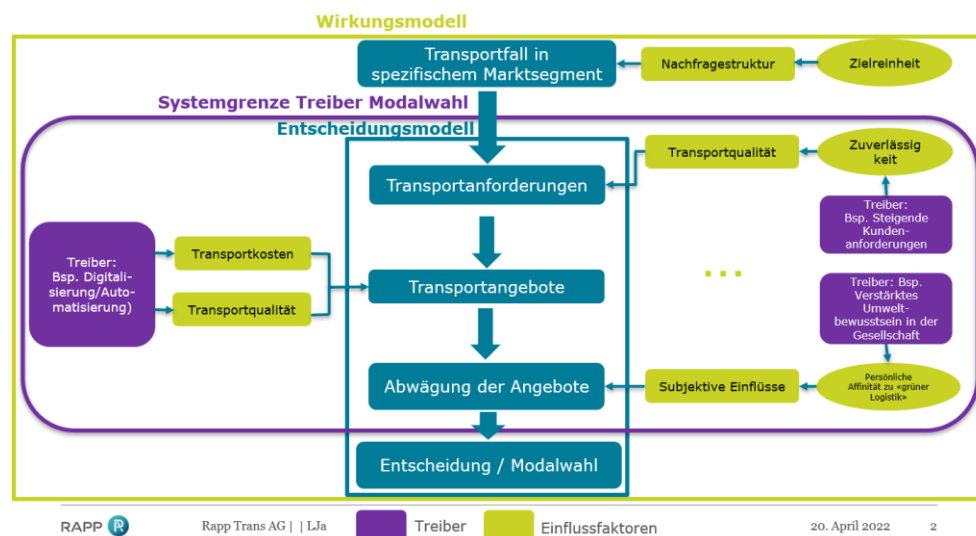 Wirkungsmodell
Transportfall in
spezifischem Marktsegment
Nachfragestruktur
Zielreinheit
Systemgrenze Treiber Modalwahl
Entscheidungsmodell
Transportqualität
Zuverlässig
keit
Transportanforderungen
Treiber:
Bsp. Steigende
Kunden-
anforderungen
Treiber:
Bsp. Digitali-
sierung/Auto-
matisierung)
Transportkosten
Transportqualität
Transportangebote
...
Treiber: Bsp.
Verstärktes
Umwelt-
bewusstsein in der
Gesellschaft
Abwägung der Angebote
Subjektive Einflüsse
Persönliche
Affinität zu «grüner
Logistik»
Entscheidung / Modalwahl
RAPP R
Rapp Trans AG | | LJa
Treiber
Einflussfaktoren
20. April 2022
2